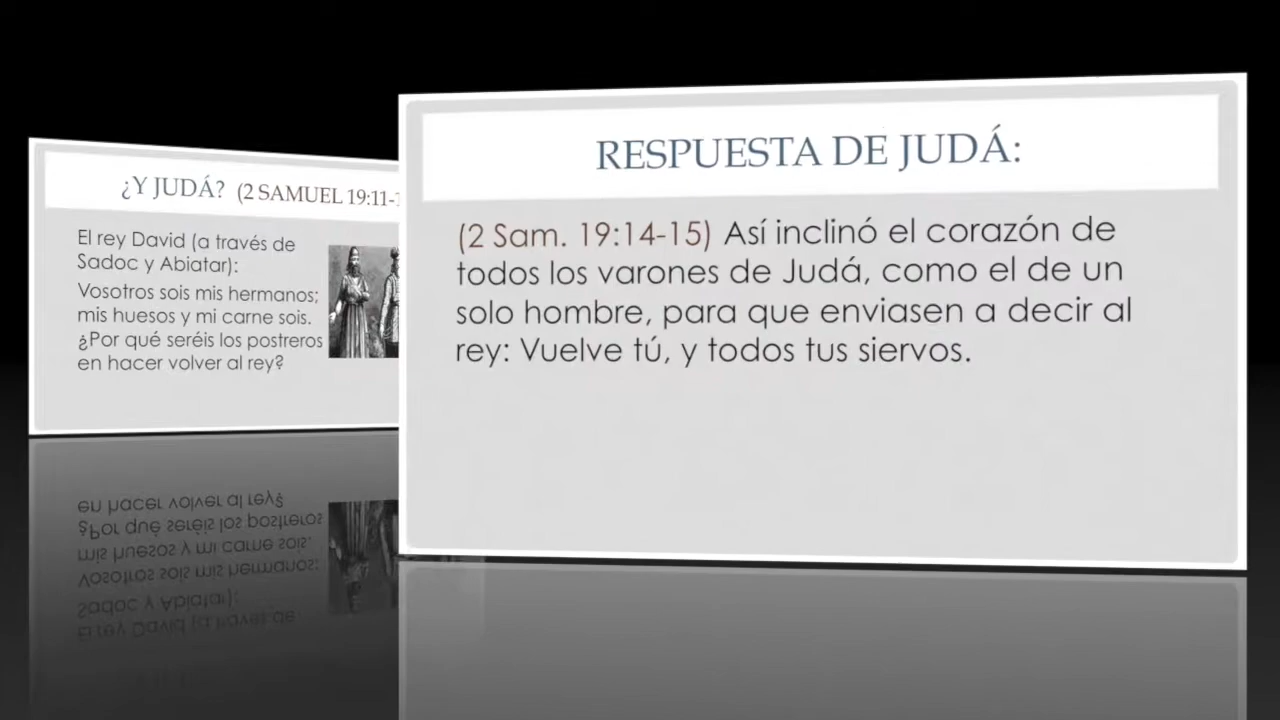 ¿Y JUDÁ? (2 SAMUEL 19:11-
El rey David (a través de
Sadoc y Abiatar):
Vosotros sois mis hermanos;
mis huesos y mi carne sois.
¿Por qué seréis los postreros
en hacer volver al rey?
RESPUESTA DE JUDÁ:
(2 Sam. 19:14-15) Así inclinó el corazón de
todos los varones de Judá, como el de un
solo hombre, para que enviasen a decir al
rey: Vuelve tú, y todos tus siervos.